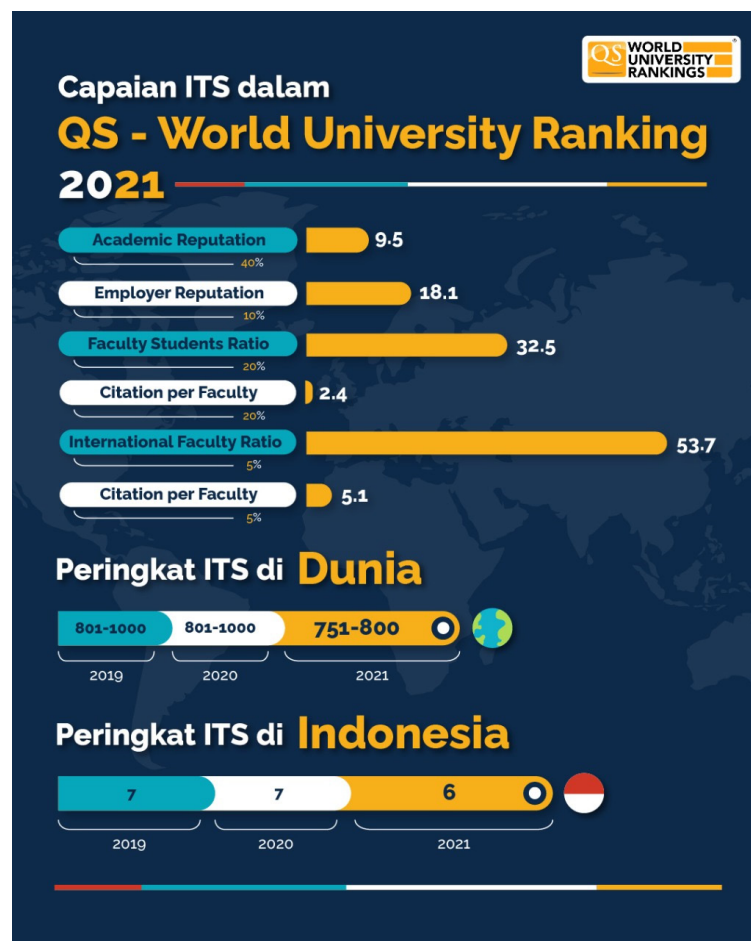 QS WORLD
UNIVERSITY
RANKINGS
Capaian ITS dalam
QS - World University Ranking
2021
Academic Reputation 9.5
40%
Employer Reputation 18.1
10%
Faculty Students Ratio 32.5
20%
Citation per Faculty 2.4
20%
International Faculty Ratio 53.7
5%
Citation per Faculty 5.1
5%
Peringkat ITS di Dunia
801-1000 801-1000 751-800
2019 2020 2021
Peringkat ITS di Indonesia
7 7 6
2019 2020 2021